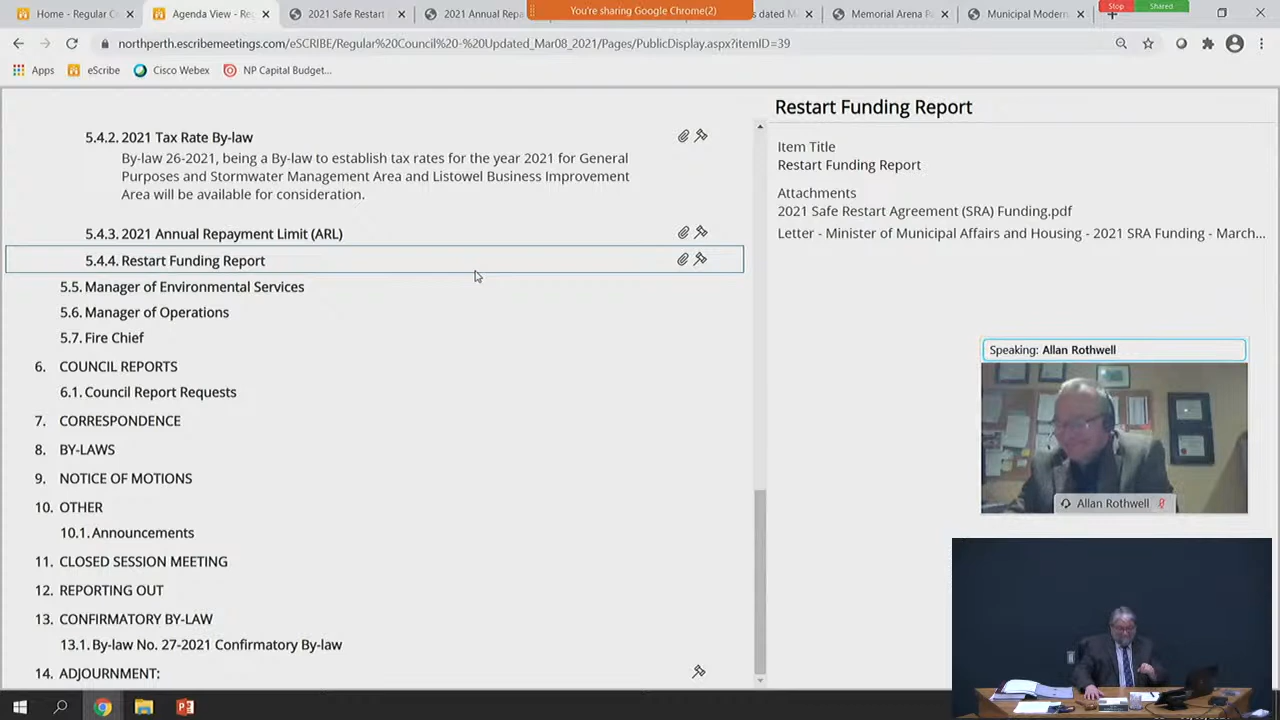 Home - Regular C
Agenda View - Re
2021 Safe Restart
2021 Annual Repa
You're sharing Google Chrome(2)
s dated M
Memorial Arena P
Municipal Modern
Stop
Shared
northperth.escribemeetings.com/eSCRIBE/Regular%20Council%20-%20Updated_Mar08_2021/Pages/PublicDisplay.aspx?itemID=39
Apps
eScribe
Cisco Webex
NP Capital Budget...
5.4.2. 2021 Tax Rate By-law
By-law 26-2021, being a By-law to establish tax rates for the year 2021 for General
Purposes and Stormwater Management Area and Listowel Business Improvement
Area will be available for consideration.
5.4.3. 2021 Annual Repayment Limit (ARL)
5.4.4. Restart Funding Report
5.5. Manager of Environmental Services
5.6. Manager of Operations
5.7. Fire Chief
6. COUNCIL REPORTS
6.1. Council Report Requests
7. CORRESPONDENCE
8. BY-LAWS
9. NOTICE OF MOTIONS
10. OTHER
10.1. Announcements
11. CLOSED SESSION MEETING
12. REPORTING OUT
13. CONFIRMATORY BY-LAW
13.1. By-law No. 27-2021 Confirmatory By-law
14. ADJOURNMENT:
Restart Funding Report
Item Title
Restart Funding Report
Attachments
2021 Safe Restart Agreement (SRA) Funding.pdf
Letter - Minister of Municipal Affairs and Housing - 2021 SRA Funding - March...
Speaking: Allan Rothwell
Allan Rothwell